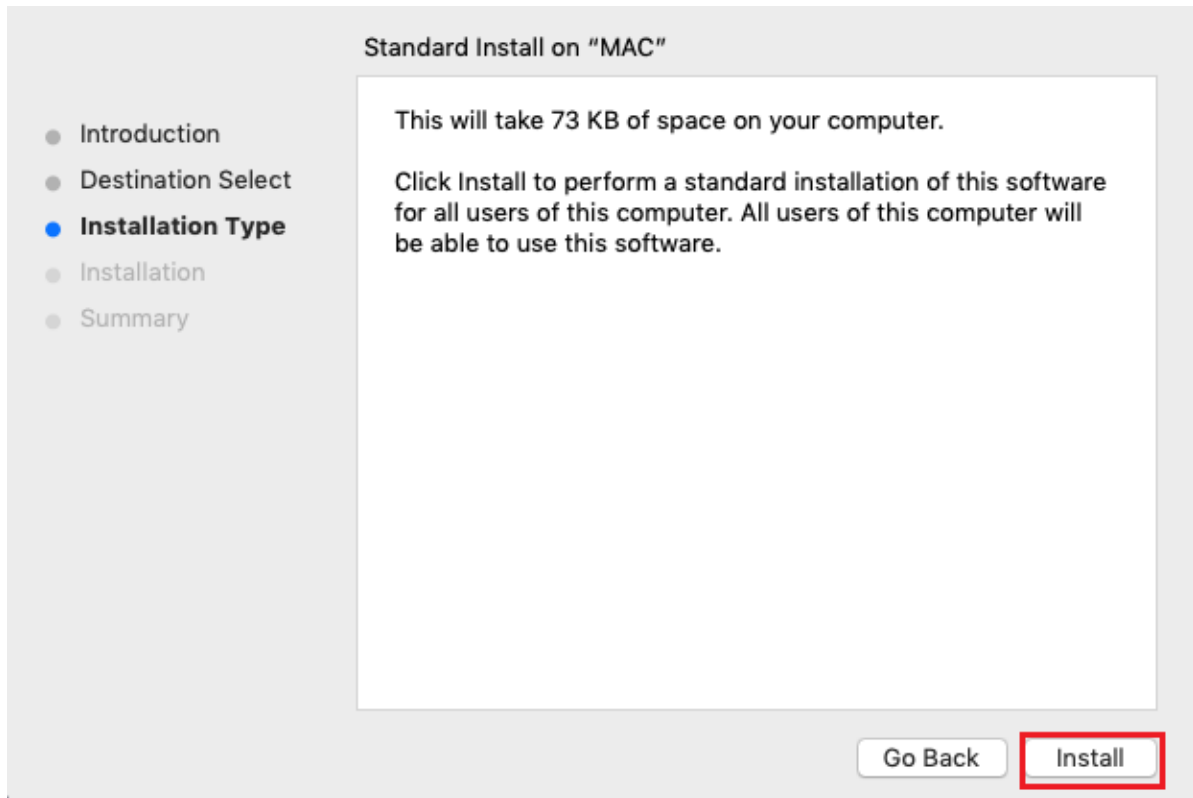 Standard Install on “MAC”
Introduction
Destination Select
Installation Type
Installation
Summary
This will take 73 KB of space on your computer.
Click Install to perform a standard installation of this software
for all users of this computer. All users of this computer will
be able to use this software.
Go Back
Install